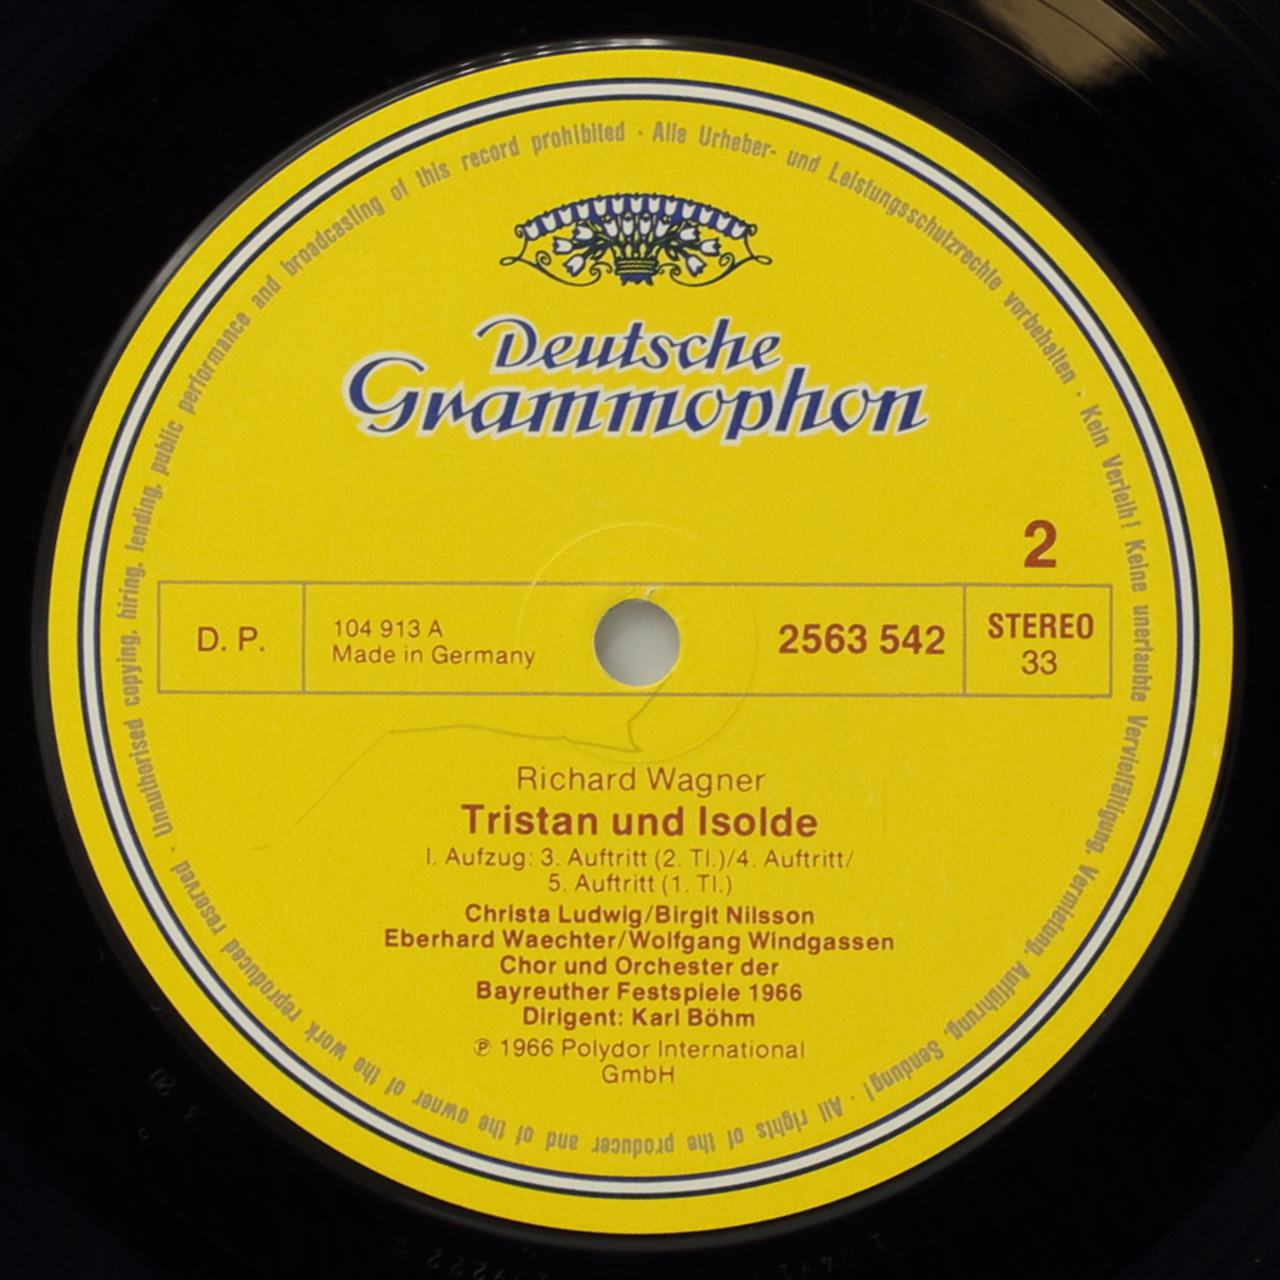 Unauthorised copying, hiring, lending, public performance and broadcasting of this record prohibited · Alle Urheber- und Leistungsschutzrechte vorbehalten · Kein Verleih! Keine unerlaubte Vervielfältigung, Vermietung, Aufführung, Sendung! · All rights of the producer and of the owner of the work reproduced reserved ·
Deutsche
Grammophon
2
D. P.
104 913 A
Made in Germany
2563 542
STEREO
33
Richard Wagner
Tristan und Isolde
I. Aufzug: 3. Auftritt (2. Tl.)/4. Auftritt/
5. Auftritt (1. Tl.)
Christa Ludwig/Birgit Nilsson
Eberhard Waechter/Wolfgang Windgassen
Chor und Orchester der
Bayreuther Festspiele 1966
Dirigent: Karl Böhm
℗ 1966 Polydor International
GmbH